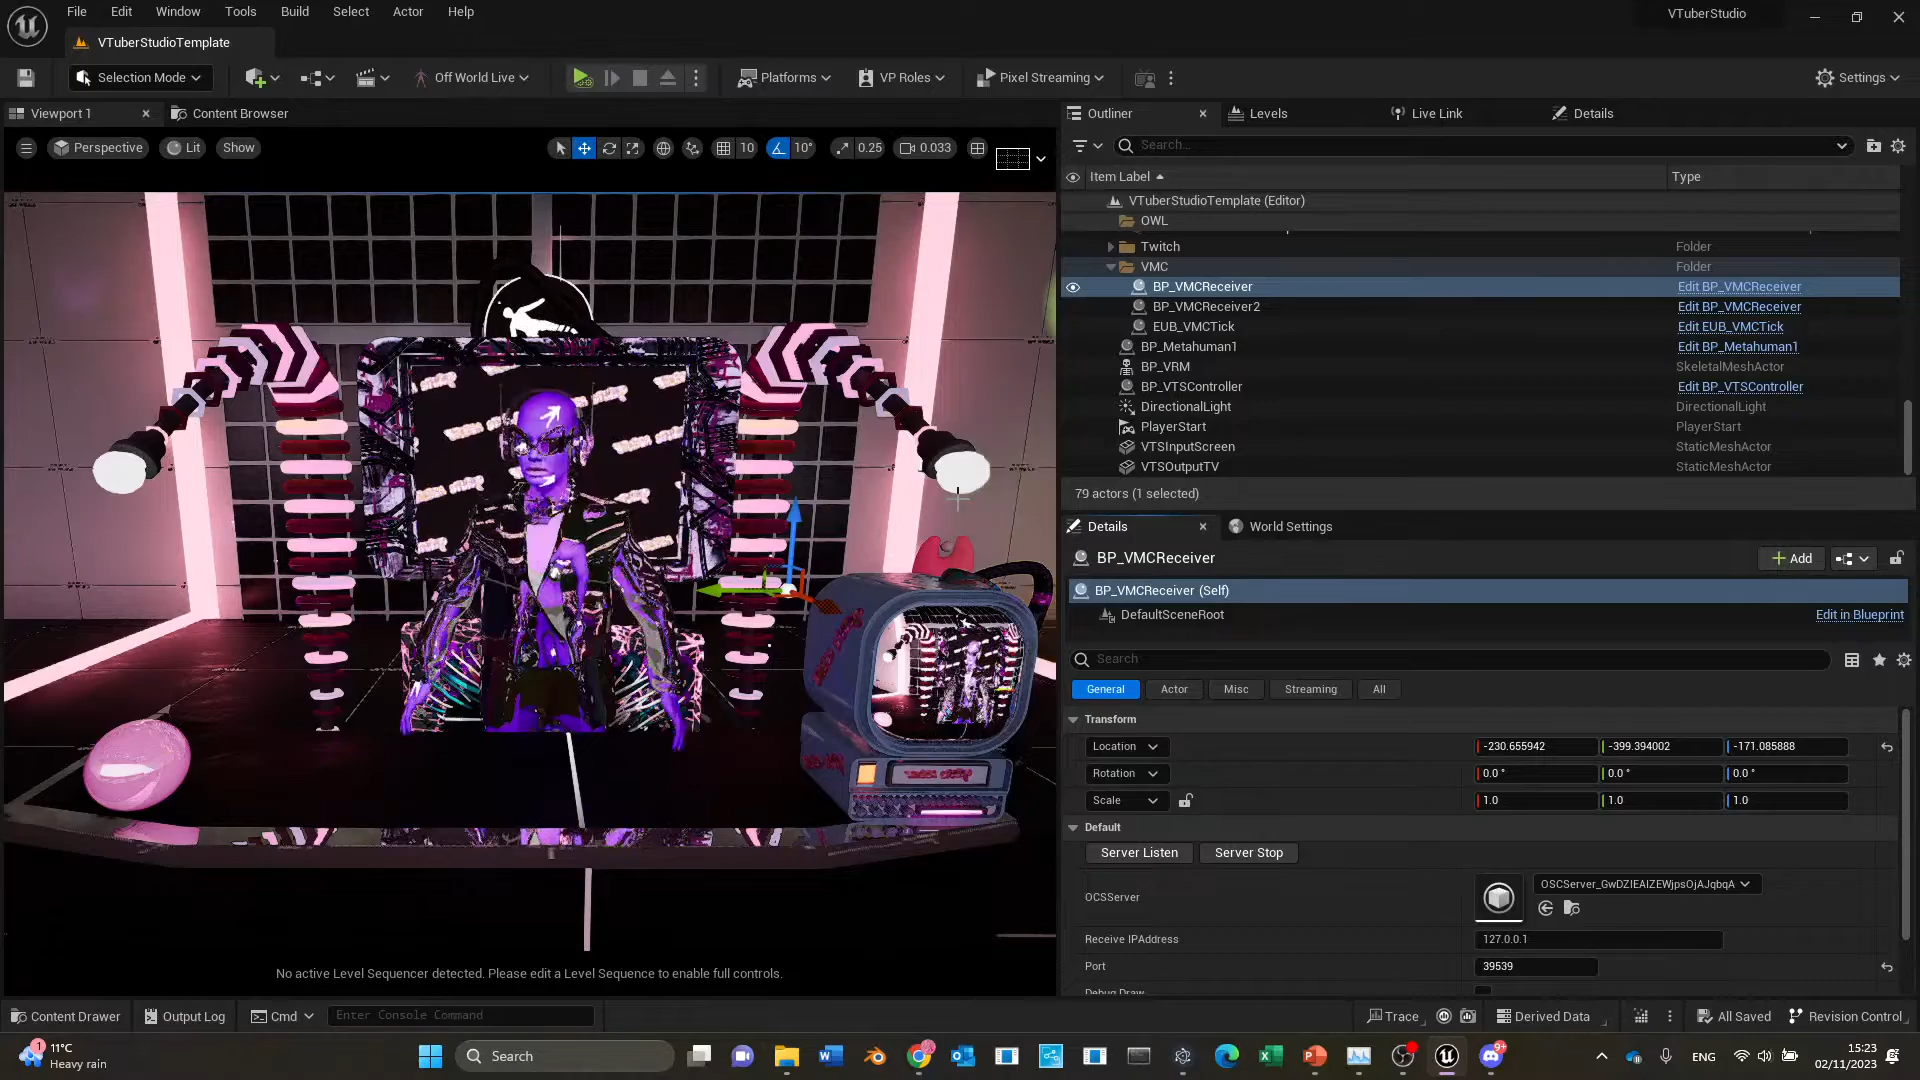 File Edit Window Tools Build Select Actor Help
VTuberStudio
VTuberStudioTemplate
Selection Mode
Off World Live
Platforms
VP Roles
Pixel Streaming
Settings
Viewport 1
Content Browser
Perspective
Lit
Show
10
10°
0.25
0.033
Outliner
Levels
Live Link
Details
Search...
Item Label
Type
VTuberStudioTemplate (Editor)
OWL
Twitch Folder
VMC Folder
BP_VMCReceiver Edit BP_VMCReceiver
BP_VMCReceiver2 Edit BP_VMCReceiver
EUB_VMCTick Edit EUB_VMCTick
BP_Metahuman1 Edit BP_Metahuman1
BP_VRM SkeletalMeshActor
BP_VTSController Edit BP_VTSController
DirectionalLight DirectionalLight
PlayerStart PlayerStart
VTSInputScreen StaticMeshActor
VTSOutputTV StaticMeshActor
79 actors (1 selected)
Details
World Settings
BP_VMCReceiver
Add
BP_VMCReceiver (Self)
DefaultSceneRoot
Edit in Blueprint
Search
General
Actor
Misc
Streaming
All
Transform
Location -230.655942 -399.394002 -171.085888
Rotation 0.0 ° 0.0 ° 0.0 °
Scale 1.0 1.0 1.0
Default
Server Listen
Server Stop
OCSServer
OSCServer_GwDZIEAIZEWjpsOjAJqbqA
Receive IPAddress 127.0.0.1
Port 39539
Debug Draw
No active Level Sequencer detected. Please edit a Level Sequence to enable full controls.
Content Drawer
Output Log
Cmd
Enter Console Command
Trace
Derived Data
All Saved
Revision Control
1
11°C
Heavy rain
Search
9+
ENG
15:23
02/11/2023